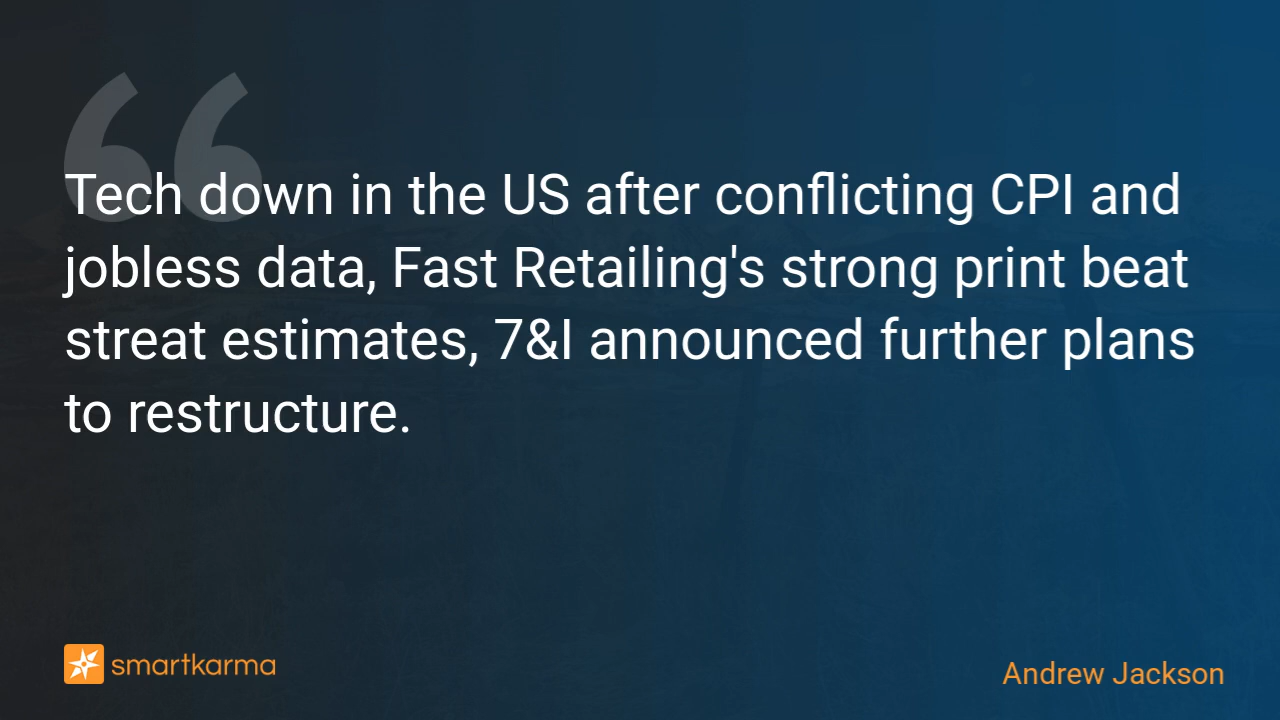 Tech down in the US after conflicting CPI and
jobless data, Fast Retailing's strong print beat
streat estimates, 7&I announced further plans
to restructure.
smartkarma
Andrew Jackson